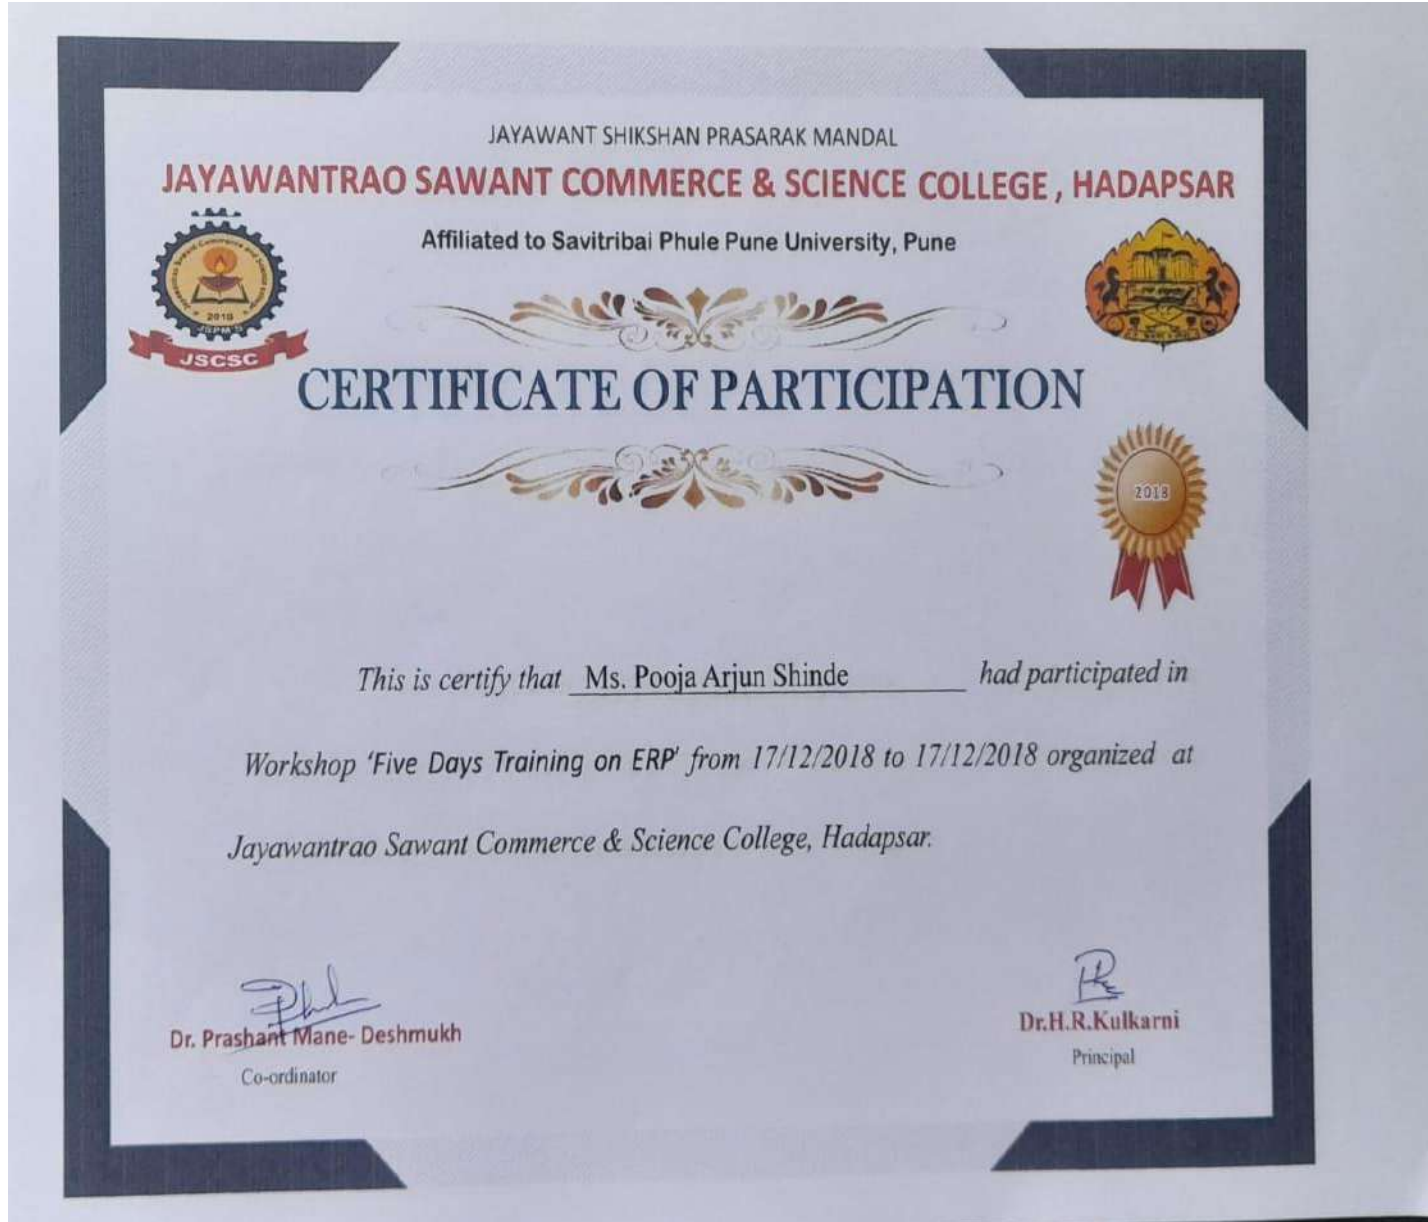 JAYAWANT SHIKSHAN PRASARAK MANDAL
JAYAWANTRAO SAWANT COMMERCE & SCIENCE COLLEGE , HADAPSAR
Affiliated to Savitribai Phule Pune University, Pune
2018
JSPM'S
JSCSC
CERTIFICATE OF PARTICIPATION
2018
This is certify that Ms. Pooja Arjun Shinde had participated in
Workshop 'Five Days Training on ERP' from 17/12/2018 to 17/12/2018 organized at
Jayawantrao Sawant Commerce & Science College, Hadapsar.
Dr. Prashant Mane- Deshmukh
Co-ordinator
Dr.H.R.Kulkarni
Principal